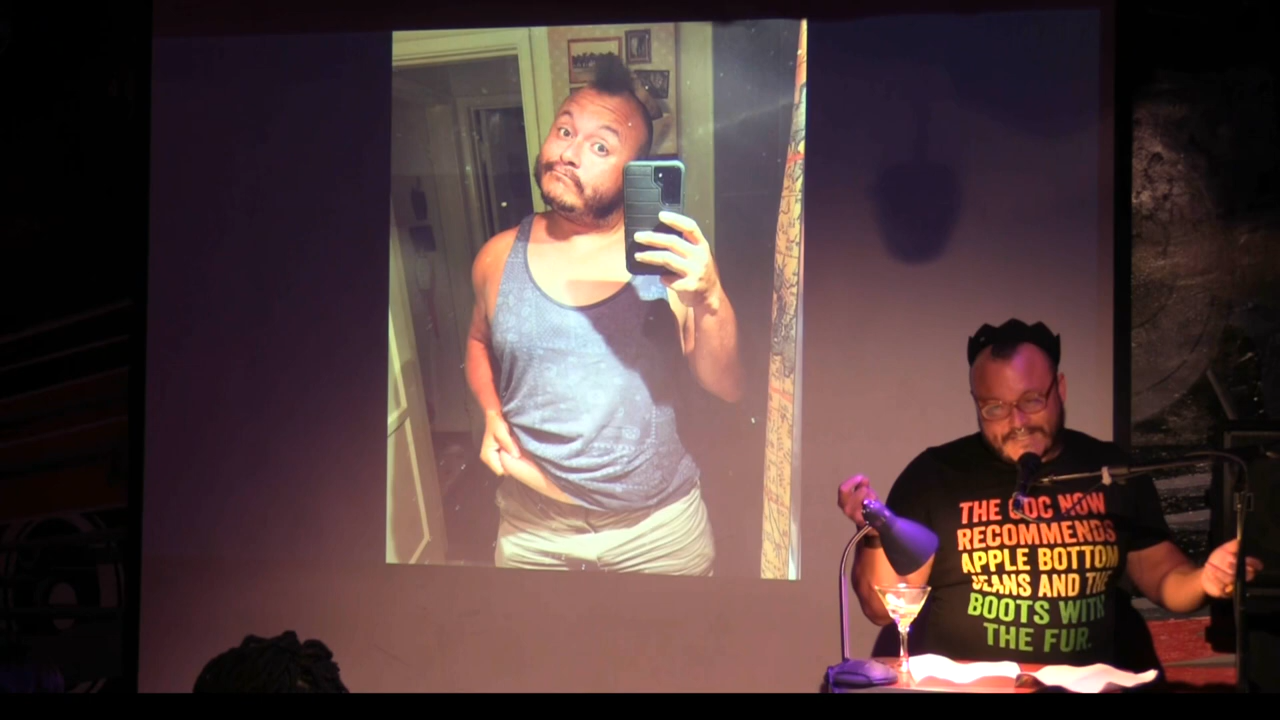 THE CDC NOW
RECOMMENDS
APPLE BOTTOM
JEANS AND THE
BOOTS WITH
THE FUR.